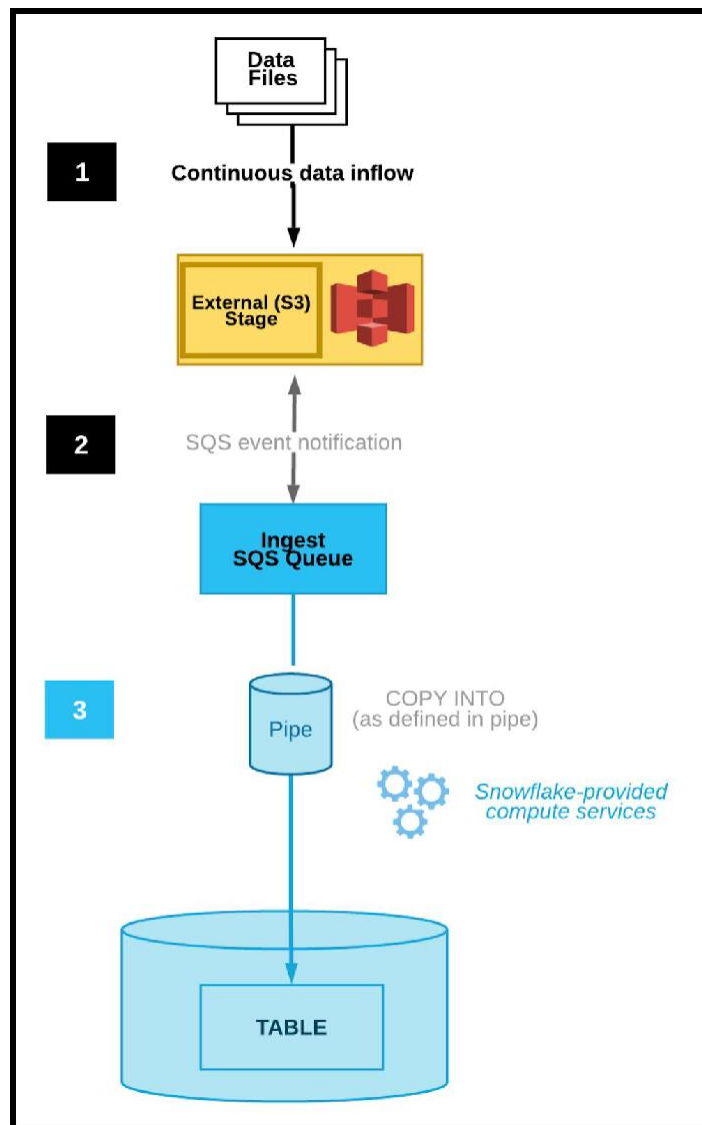 Data
Files
1
Continuous data inflow
External (S3)
Stage
2
SQS event notification
Ingest
SQS Queue
3
Pipe
COPY INTO
(as defined in pipe)
Snowflake-provided
compute services
TABLE